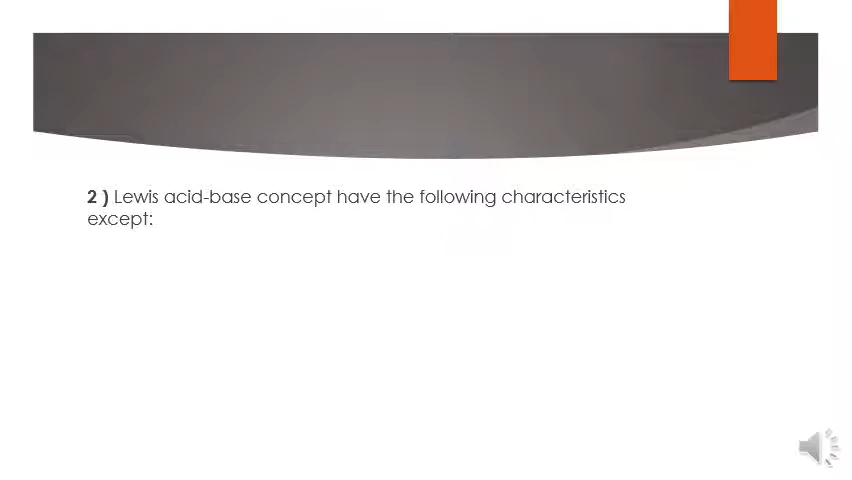 2 ) Lewis acid-base concept have the following characteristics
except: